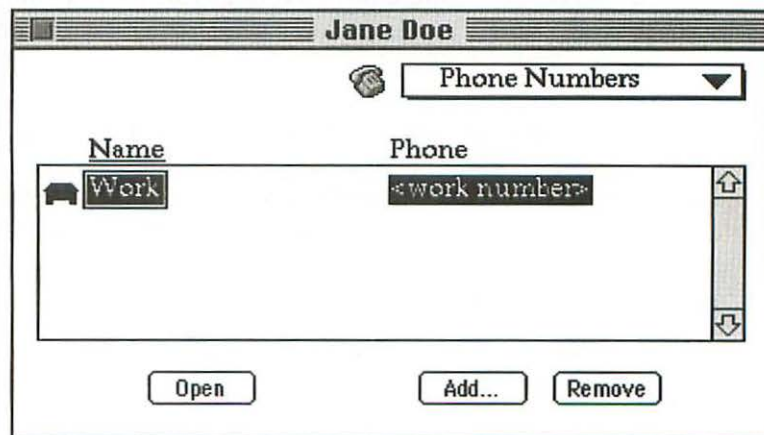 Jane Doe
Phone Numbers
Name Phone
Work <work number>
Open Add... Remove